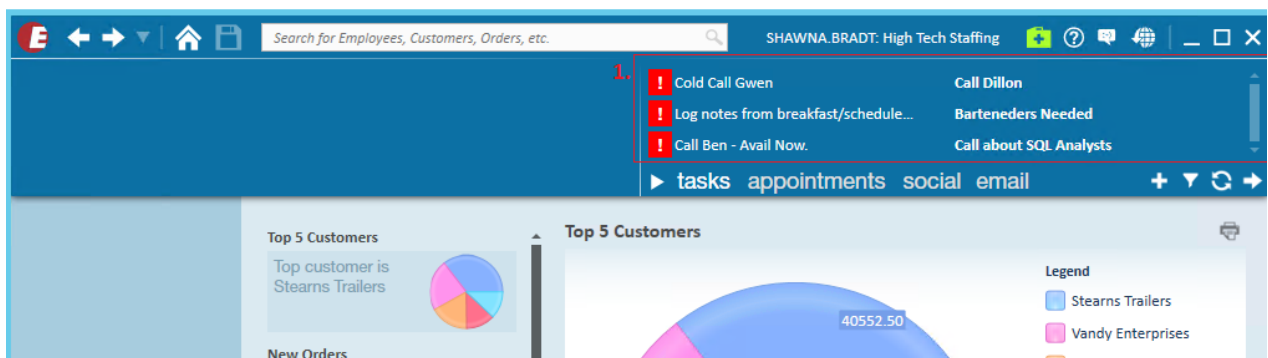 E
Search for Employees, Customers, Orders, etc.
SHAWNA.BRADT: High Tech Staffing
1.
! Cold Call Gwen Call Dillon
! Log notes from breakfast/schedule... Barteneders Needed
! Call Ben - Avail Now. Call about SQL Analysts
tasks appointments social email
Top 5 Customers
Top customer is
Stearns Trailers
New Orders
Top 5 Customers
40552.50
Legend
Stearns Trailers
Vandy Enterprises